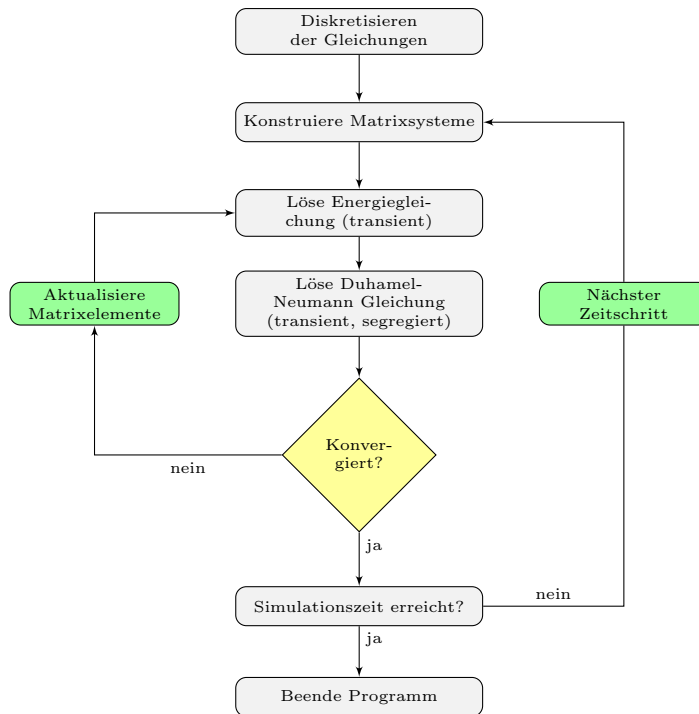 Diskretisieren
der Gleichungen
Konstruiere Matrixsysteme
Löse Energieglei-
chung (transient)
Aktualisiere
Matrixelemente
Löse Duhamel-
Neumann Gleichung
(transient, segregiert)
Nächster
Zeitschritt
Konver-
giert?
nein
ja
Simulationszeit erreicht?
nein
ja
Beende Programm